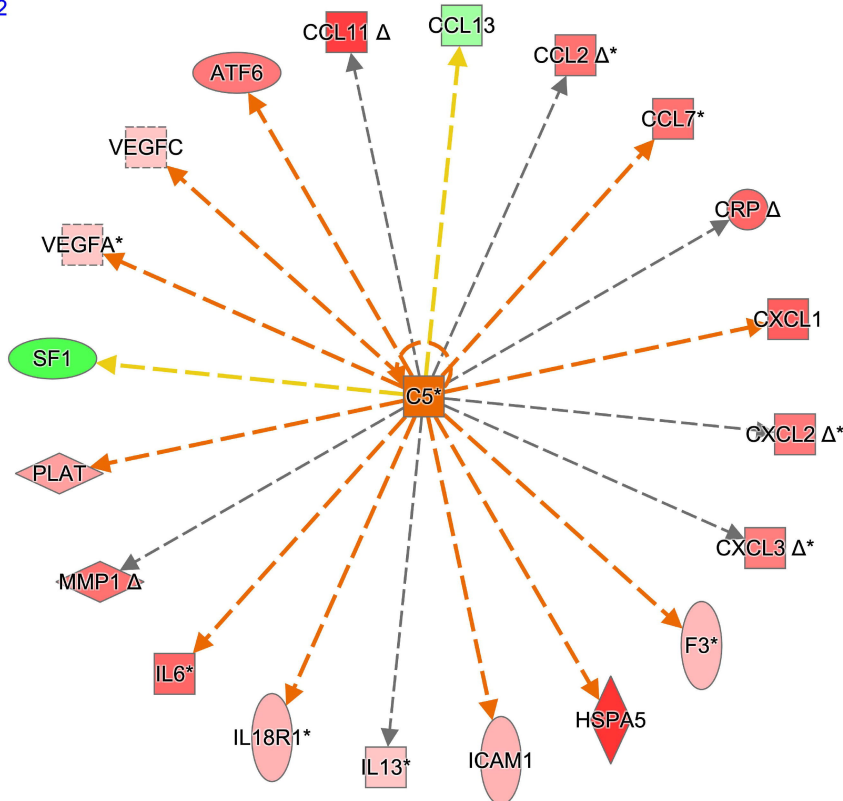 2
CCL11 Δ
CCL13
CCL2 Δ*
ATF6
CCL7*
VEGFC
CRP Δ
VEGFA*
CXCL1
SF1
C5*
CXCL2 Δ*
PLAT
CXCL3 Δ*
MMP1 Δ
F3*
IL6*
HSPA5
IL18R1*
ICAM1
IL13*